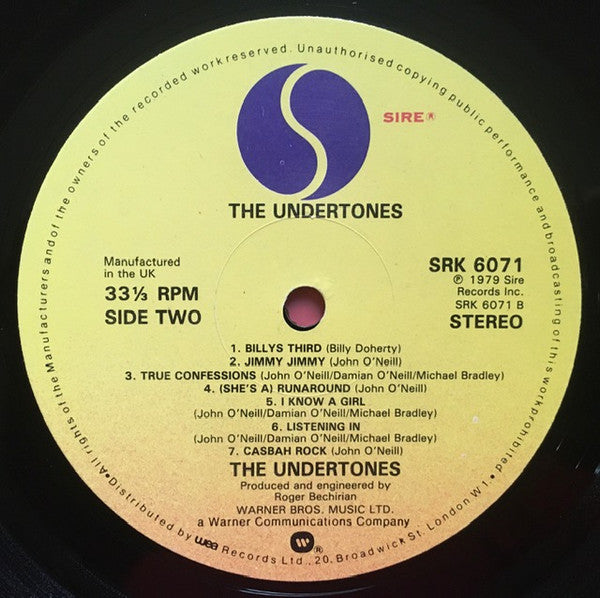 All rights of the Manufacturers and of the owners of the recorded work reserved. Unauthorised copying public performance and broadcasting of this work prohibited
SIRE®
THE UNDERTONES
Manufactured
in the UK
33⅓ RPM
SIDE TWO
SRK 6071
℗ 1979 Sire
Records Inc.
SRK 6071 B
STEREO
1. BILLYS THIRD (Billy Doherty)
2. JIMMY JIMMY (John O'Neill)
3. TRUE CONFESSIONS (John O'Neill/Damian O'Neill/Michael Bradley)
4. (SHE'S A) RUNAROUND (John O'Neill)
5. I KNOW A GIRL
(John O'Neill/Damian O'Neill/Michael Bradley)
6. LISTENING IN
(John O'Neill/Damian O'Neill/Michael Bradley)
7. CASBAH ROCK (John O'Neill)
THE UNDERTONES
Produced and engineered by
Roger Bechirian
WARNER BROS. MUSIC LTD.
a Warner Communications Company
W®
•Distributed by wea Records Ltd., 20, Broadwick St. London W1.•